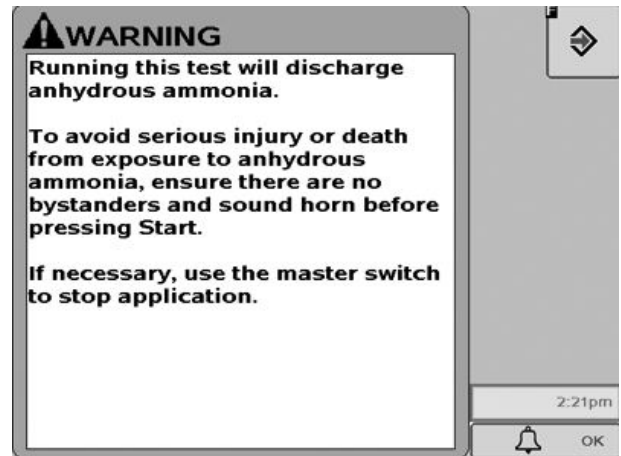 WARNING
Running this test will discharge
anhydrous ammonia.
To avoid serious injury or death
from exposure to anhydrous
ammonia, ensure there are no
bystanders and sound horn before
pressing Start.
If necessary, use the master switch
to stop application.
F
2:21pm
OK